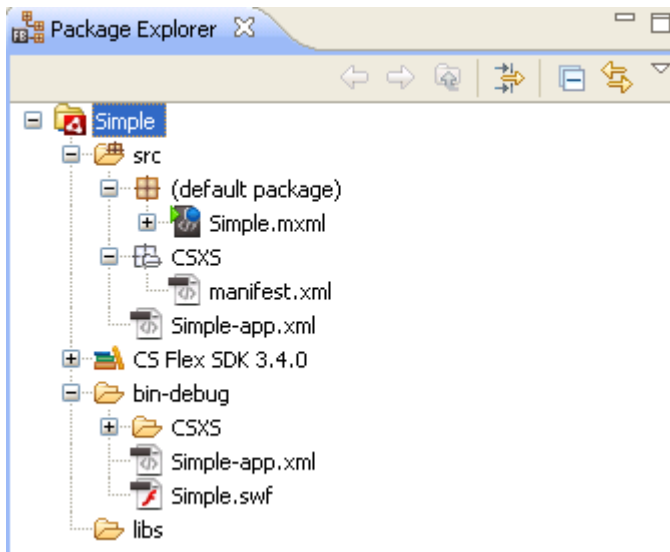 Package Explorer
Simple
src
(default package)
Simple.mxml
CSXS
manifest.xml
Simple-app.xml
CS Flex SDK 3.4.0
bin-debug
CSXS
Simple-app.xml
Simple.swf
libs